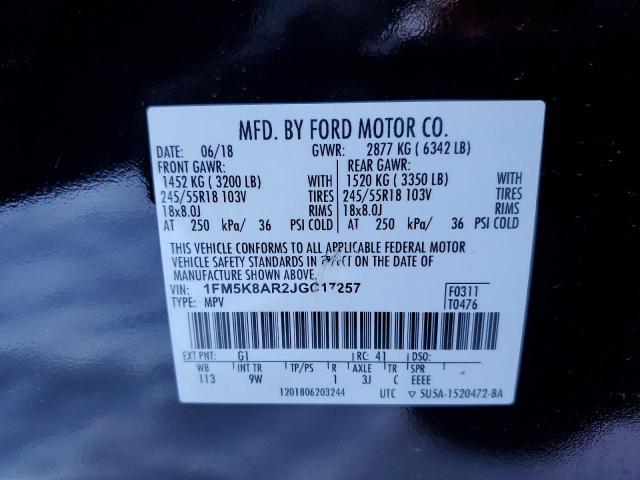 MFD. BY FORD MOTOR CO.
DATE: 06/18 GVWR: 2877 KG ( 6342 LB)
FRONT GAWR: REAR GAWR:
1452 KG ( 3200 LB) WITH 1520 KG ( 3350 LB) WITH
245/55R18 103V TIRES 245/55R18 103V TIRES
18x8.0J RIMS 18x8.0J RIMS
AT 250 kPa/ 36 PSI COLD AT 250 kPa/ 36 PSI COLD
THIS VEHICLE CONFORMS TO ALL APPLICABLE FEDERAL MOTOR
VEHICLE SAFETY STANDARDS IN EFFECT ON THE DATE OF
MANUFACTURE SHOWN ABOVE.
VIN: 1FM5K8AR2JGC17257 F0311
TYPE: MPV T0476
EXT PNT: G1 RC: 41
WB INT TR TP/PS R AXLE TR SPR
113 9W 1 3J C EEEE
1201806203244 UTC ▽ 5U5A-1520472-BA